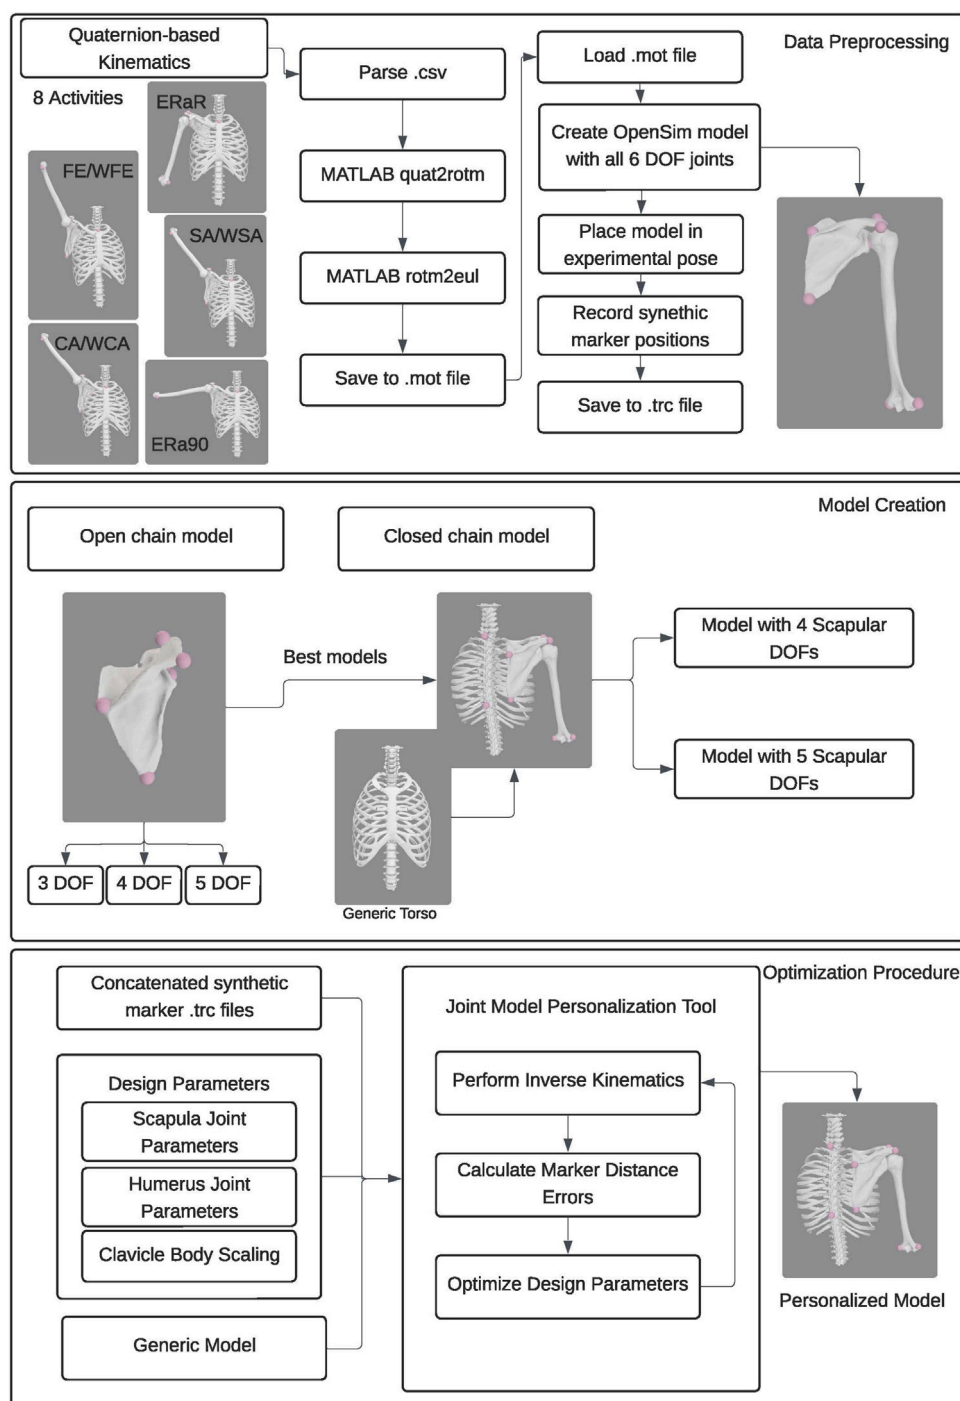 Data Preprocessing
Quaternion-based
Kinematics
8 Activities
ERaR
FE/WFE
SA/WSA
CA/WCA
ERa90
Parse .csv
MATLAB quat2rotm
MATLAB rotm2eul
Save to .mot file
Load .mot file
Create OpenSim model
with all 6 DOF joints
Place model in
experimental pose
Record synethic
marker positions
Save to .trc file
Model Creation
Open chain model
Closed chain model
Best models
3 DOF
4 DOF
5 DOF
Generic Torso
Model with 4 Scapular
DOFs
Model with 5 Scapular
DOFs
Optimization Procedure
Concatenated synthetic
marker .trc files
Design Parameters
Scapula Joint
Parameters
Humerus Joint
Parameters
Clavicle Body Scaling
Generic Model
Joint Model Personalization Tool
Perform Inverse Kinematics
Calculate Marker Distance
Errors
Optimize Design Parameters
Personalized Model